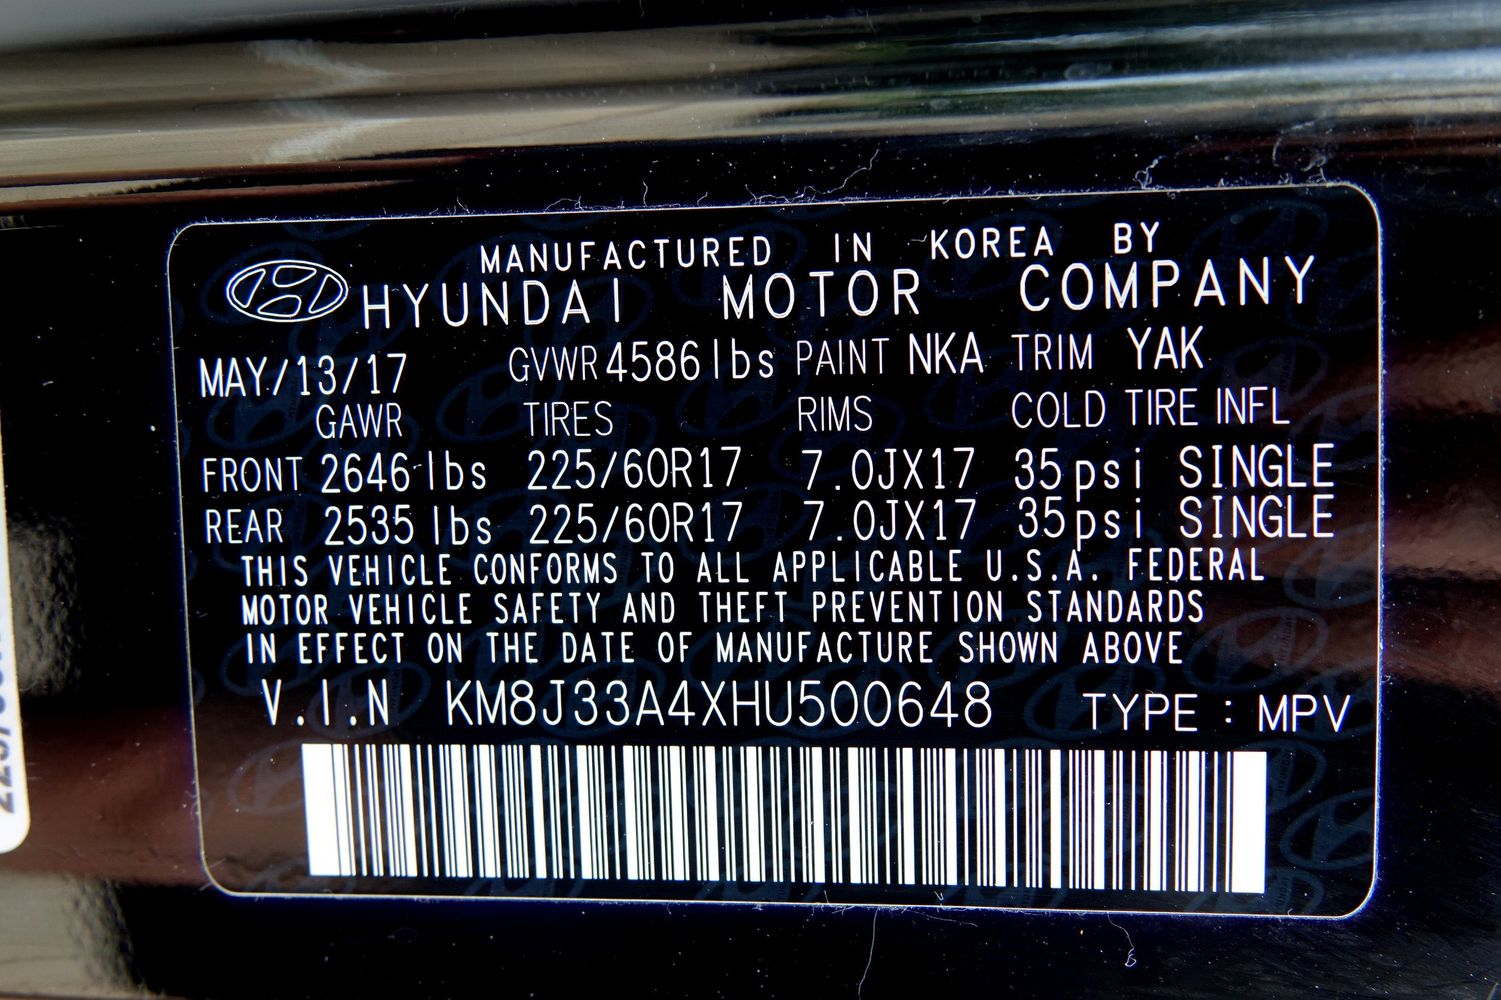 MANUFACTURED IN KOREA BY
HYUNDAI MOTOR COMPANY
MAY/13/17 GVWR 4586 lbs PAINT NKA TRIM YAK
GAWR TIRES RIMS COLD TIRE INFL
FRONT 2646 lbs 225/60R17 7.0JX17 35psi SINGLE
REAR 2535 lbs 225/60R17 7.0JX17 35psi SINGLE
THIS VEHICLE CONFORMS TO ALL APPLICABLE U.S.A. FEDERAL
MOTOR VEHICLE SAFETY AND THEFT PREVENTION STANDARDS
IN EFFECT ON THE DATE OF MANUFACTURE SHOWN ABOVE
V.I.N KM8J33A4XHU500648 TYPE : MPV